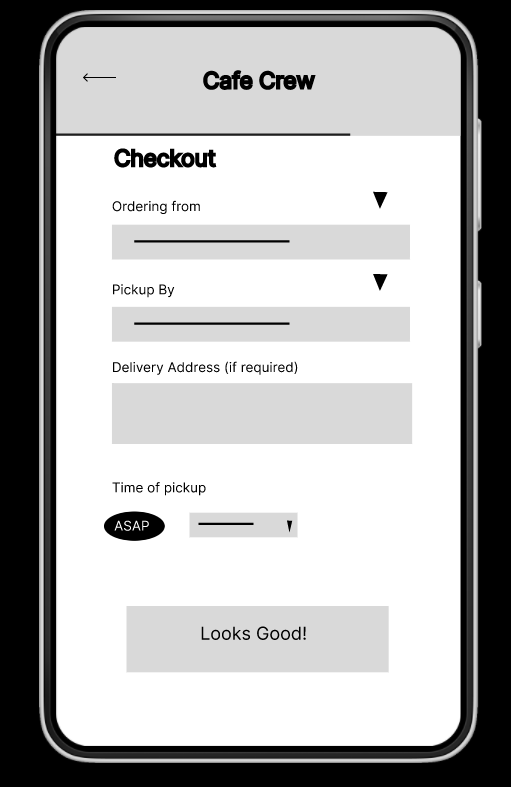 Cafe Crew
Checkout
Ordering from
Pickup By
Delivery Address (if required)
Time of pickup
ASAP
Looks Good!